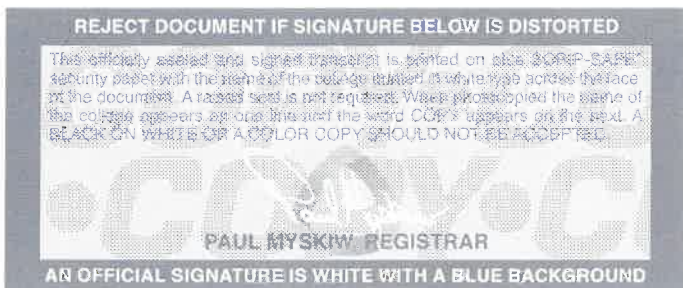 REJECT DOCUMENT IF SIGNATURE BELOW IS DISTORTED
This officially sealed and signed transcript is printed on blue SCRIP-SAFE®
security paper with the name of the college printed in white type across the face
of the document. A raised seal is not required. When photocopied the name of
the college appears on one line and the word COPY appears on the next. A
BLACK ON WHITE OR A COLOR COPY SHOULD NOT BE ACCEPTED.
COPY
PAUL MYSKIW, REGISTRAR
AN OFFICIAL SIGNATURE IS WHITE WITH A BLUE BACKGROUND